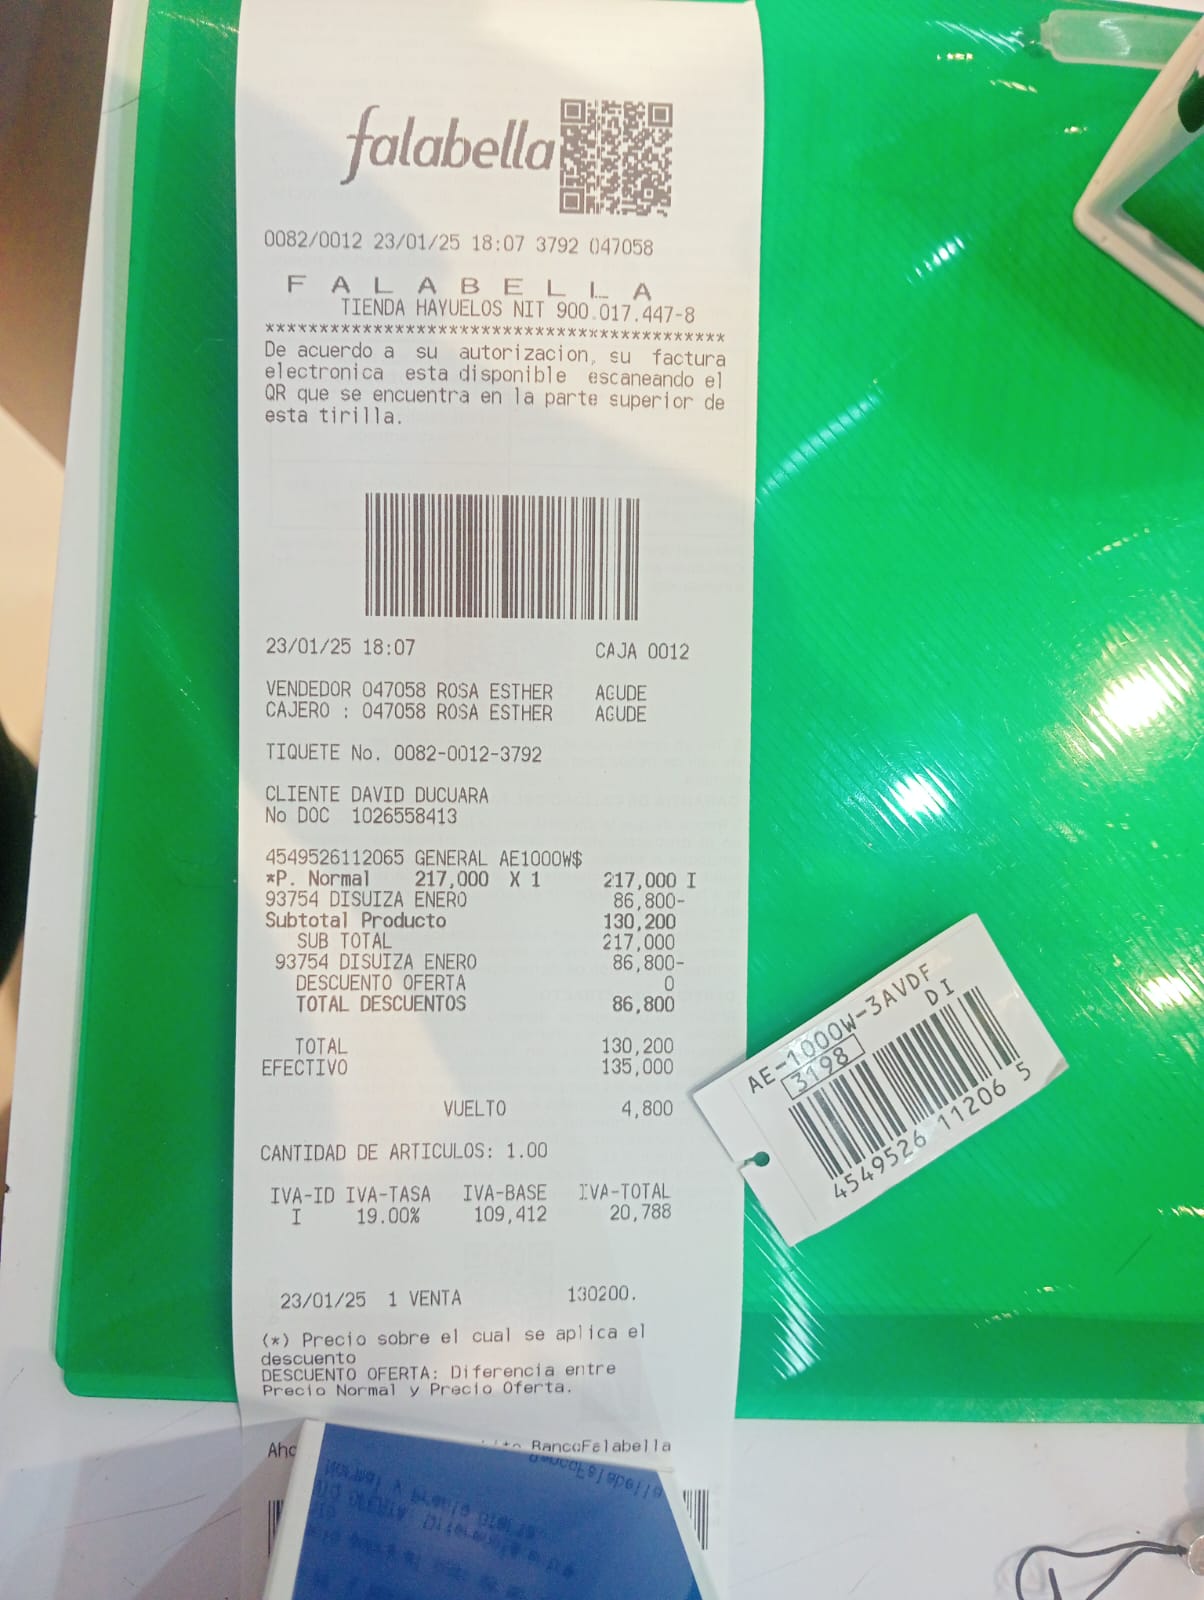 falabella
0082/0012 23/01/25 18:07 3792 047058
F A L A B E L L A
TIENDA HAYUELOS NIT 900.017.447-8
*******************************************
De acuerdo a su autorizacion, su factura
electronica esta disponible escaneando el
QR que se encuentra en la parte superior de
esta tirilla.
23/01/25 18:07 CAJA 0012
VENDEDOR 047058 ROSA ESTHER AGUDE
CAJERO : 047058 ROSA ESTHER AGUDE
TIQUETE No. 0082-0012-3792
CLIENTE DAVID DUCUARA
No DOC 1026558413
4549526112065 GENERAL AE1000W$
*P. Normal 217,000 X 1 217,000 I
93754 DISUIZA ENERO 86,800-
Subtotal Producto 130,200
SUB TOTAL 217,000
93754 DISUIZA ENERO 86,800-
DESCUENTO OFERTA 0
TOTAL DESCUENTOS 86,800
TOTAL 130,200
EFECTIVO 135,000
VUELTO 4,800
CANTIDAD DE ARTICULOS: 1.00
IVA-ID IVA-TASA IVA-BASE IVA-TOTAL
I 19.00% 109,412 20,788
23/01/25 1 VENTA 130200.
(*) Precio sobre el cual se aplica el
descuento
DESCUENTO OFERTA: Diferencia entre
Precio Normal y Precio Oferta.
BancoFalabella
AE-1000W-3AVDF
3198 DI
4549526 11206 5